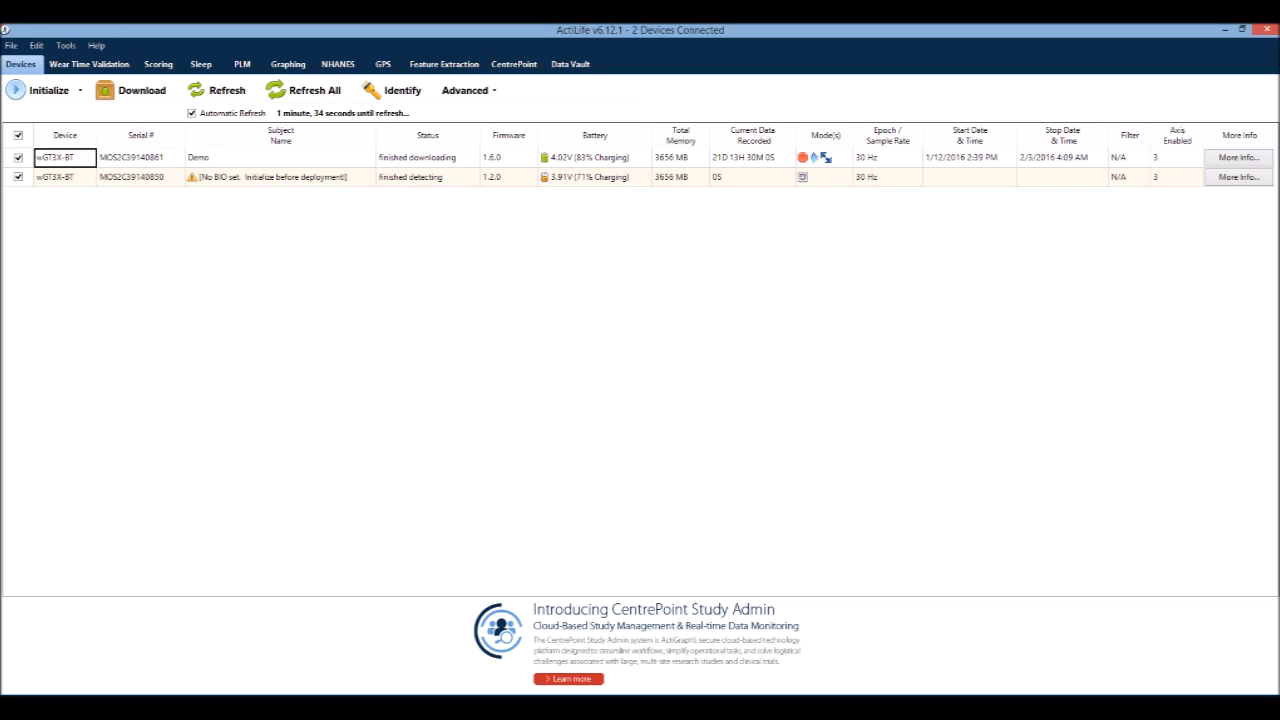 ActiLife v6.12.1 - 2 Devices Connected
File Edit Tools Help
Devices Wear Time Validation Scoring Sleep PLM Graphing NHANES GPS Feature Extraction CentrePoint Data Vault
Initialize Download Refresh Refresh All Identify Advanced
Automatic Refresh 1 minute, 34 seconds until refresh...
Device Serial # Subject Name Status Firmware Battery Total Memory Current Data Recorded Mode(s) Epoch / Sample Rate Start Date & Time Stop Date & Time Filter Axis Enabled More Info
wGT3X-BT MOS2C39140861 Demo finished downloading 1.6.0 4.02V (83% Charging) 3656 MB 21D 13H 30M 0S 30 Hz 1/12/2016 2:39 PM 2/3/2016 4:09 AM N/A 3 More Info...
wGT3X-BT MOS2C39140850 [No BIO set. Initialize before deployment!] finished detecting 1.2.0 3.91V (71% Charging) 3656 MB 0S 30 Hz N/A 3 More Info...
Introducing CentrePoint Study Admin
Cloud-Based Study Management & Real-time Data Monitoring
The CentrePoint Study Admin system is ActiGraph's secure cloud-based technology
platform designed to streamline workflows, simplify operational tasks, and solve logistical
challenges associated with large, multi-site research studies and clinical trials.
> Learn more